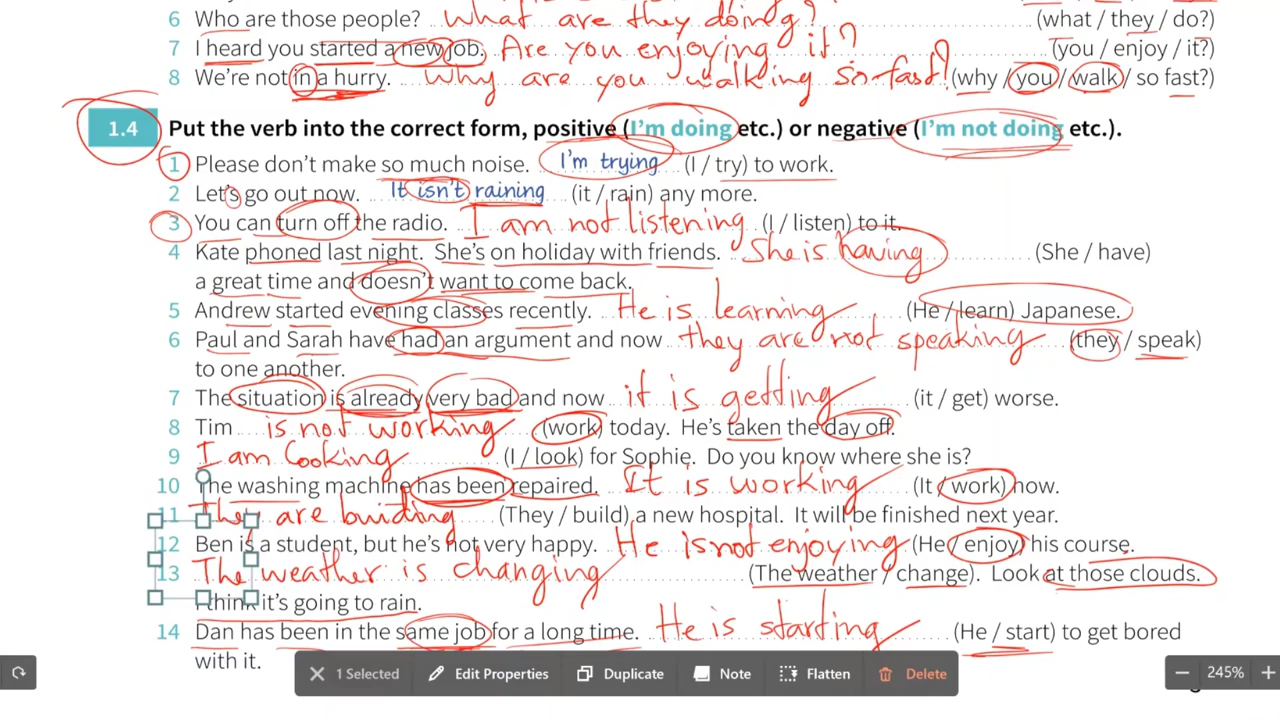 6 Who are those people? What are they doing? (what / they / do?)
7 I heard you started a new job. Are you enjoying it? (you / enjoy / it?)
8 We're not in a hurry. Why are you walking so fast? (why / you / walk / so fast?)
1.4 Put the verb into the correct form, positive (I'm doing etc.) or negative (I'm not doing etc.).
1 Please don't make so much noise. I'm trying (I / try) to work.
2 Let's go out now. It isn't raining (it / rain) any more.
3 You can turn off the radio. I am not listening (I / listen) to it.
4 Kate phoned last night. She's on holiday with friends. She is having (She / have)
a great time and doesn't want to come back.
5 Andrew started evening classes recently. He is learning (He / learn) Japanese.
6 Paul and Sarah have had an argument and now they are not speaking (they / speak)
to one another.
7 The situation is already very bad and now it is getting (it / get) worse.
8 Tim is not working (work) today. He's taken the day off.
9 I am Cooking (I / look) for Sophie. Do you know where she is?
10 The washing machine has been repaired. It is working (It / work) now.
11 They are buiding (They / build) a new hospital. It will be finished next year.
12 Ben is a student, but he's not very happy. He is not enjoying (He / enjoy) his course.
13 The weather is changing (The weather / change). Look at those clouds.
I think it's going to rain.
14 Dan has been in the same job for a long time. He is starting (He / start) to get bored
with it.
1 Selected Edit Properties Duplicate Note Flatten Delete
245%